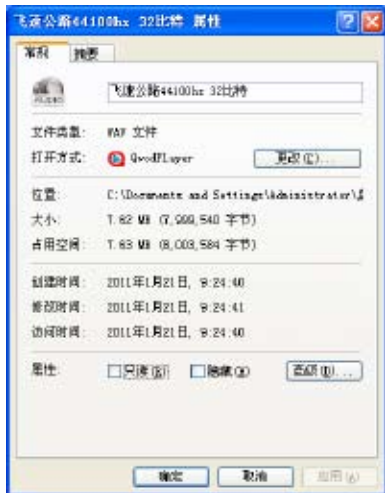 飞速公路44100hz 32比特 属性
常规 摘要
飞速公路44100hz 32比特
文件类型: WAV 文件
打开方式: QvodPlayer 更改(C)...
位置: C:\Documents and Settings\Administrator\
大小: 7.62 MB (7,999,540 字节)
占用空间: 7.63 MB (8,003,584 字节)
创建时间: 2011年1月21日, 9:24:40
修改时间: 2011年1月21日, 9:24:41
访问时间: 2011年1月21日, 9:24:40
属性: 只读(R) 隐藏(H) 高级(D)...
确定 取消 应用(A)